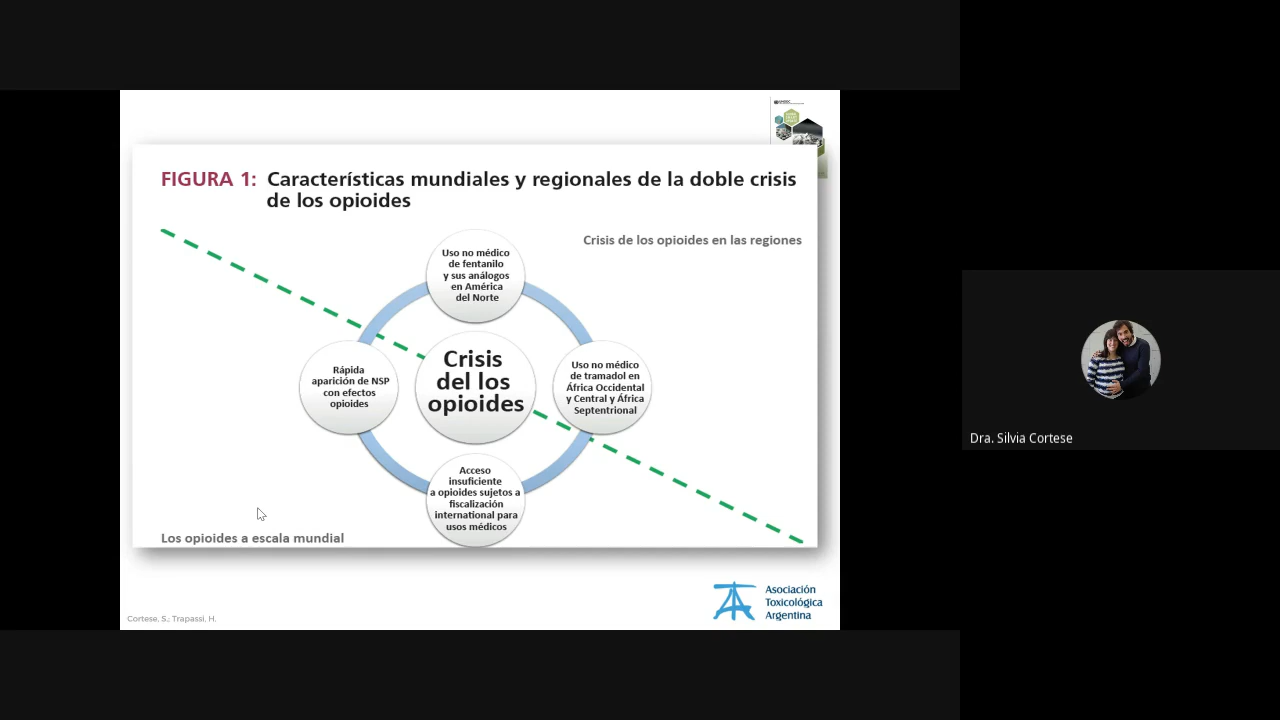 FIGURA 1: Características mundiales y regionales de la doble crisis
de los opioides
Crisis de los opioides en las regiones
Uso no médico
de fentanilo
y sus análogos
en América
del Norte
Rápida
aparición de NSP
con efectos
opioides
Crisis
del los
opioides
Uso no médico
de tramadol en
África Occidental
y Central y África
Septentrional
Acceso
insuficiente
a opioides sujetos a
fiscalización
international para
usos médicos
Los opioides a escala mundial
Asociación
Toxicológica
Argentina
Cortese, S.; Trapassi, H.
Dra. Silvia Cortese